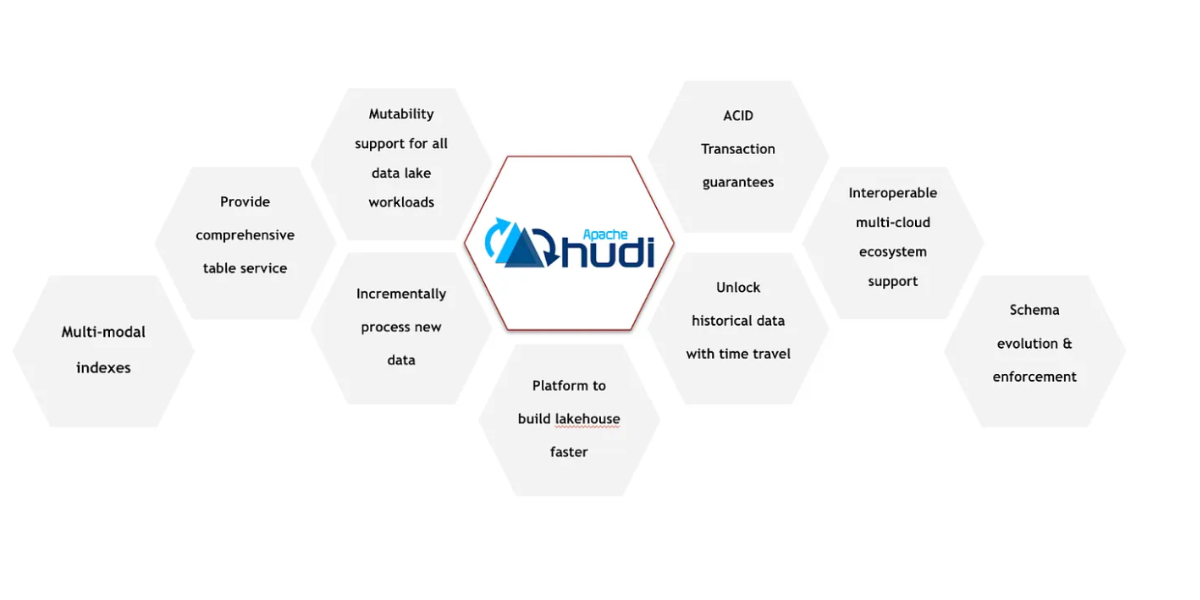 Mutability
support for all
data lake
workloads
ACID
Transaction
guarantees
Provide
comprehensive
table service
Apache
hudi
Interoperable
multi-cloud
ecosystem
support
Multi-modal
indexes
Incrementally
process new
data
Unlock
historical data
with time travel
Schema
evolution &
enforcement
Platform to
build lakehouse
faster